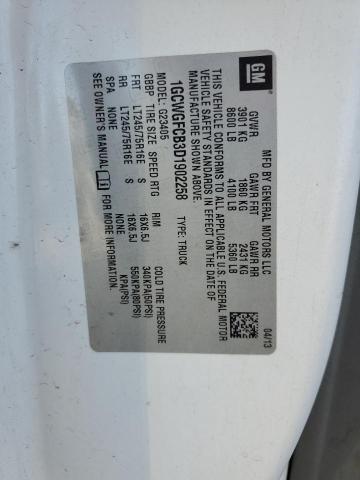 GM
MFD BY GENERAL MOTORS LLC
GVWR GAWR FRT GAWR RR
3901 KG 1860 KG 2431 KG
8600 LB 4100 LB 5360 LB
04/13
THIS VEHICLE CONFORMS TO ALL APPLICABLE U.S. FEDERAL MOTOR
VEHICLE SAFETY STANDARDS IN EFFECT ON THE DATE OF
MANUFACTURE SHOWN ABOVE.
1GCWGFCB3D1902258 TYPE: TRUCK
G23405
GBBP TIRE SIZE SPEED RTG RIM COLD TIRE PRESSURE
FRT LT245/75R16E S 16X6.5J 340KPA(50PSI)
RR LT245/75R16E S 16X6.5J 550KPA(80PSI)
SPA NONE NONE KPA(PSI)
SEE OWNER'S MANUAL FOR MORE INFORMATION.